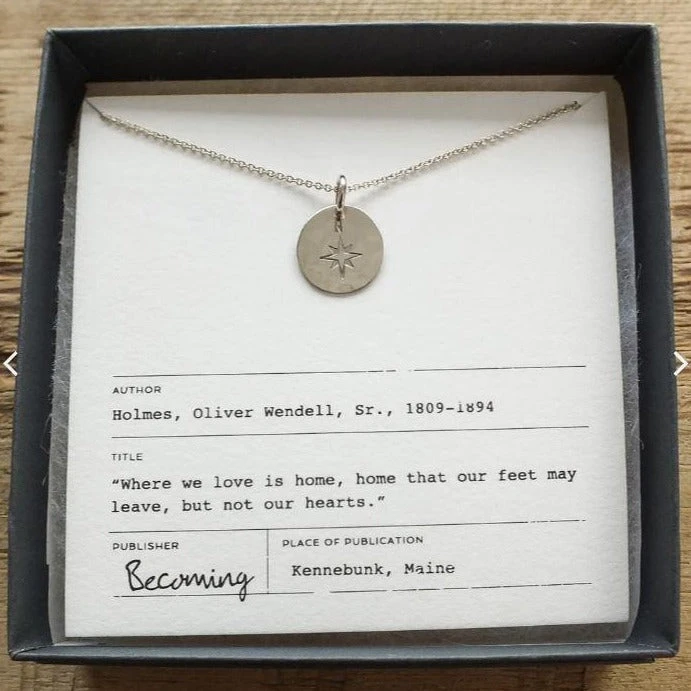 AUTHOR
Holmes, Oliver Wendell, Sr., 1809-1894
TITLE
“Where we love is home, home that our feet may
leave, but not our hearts.”
PUBLISHER
Becoming
PLACE OF PUBLICATION
Kennebunk, Maine